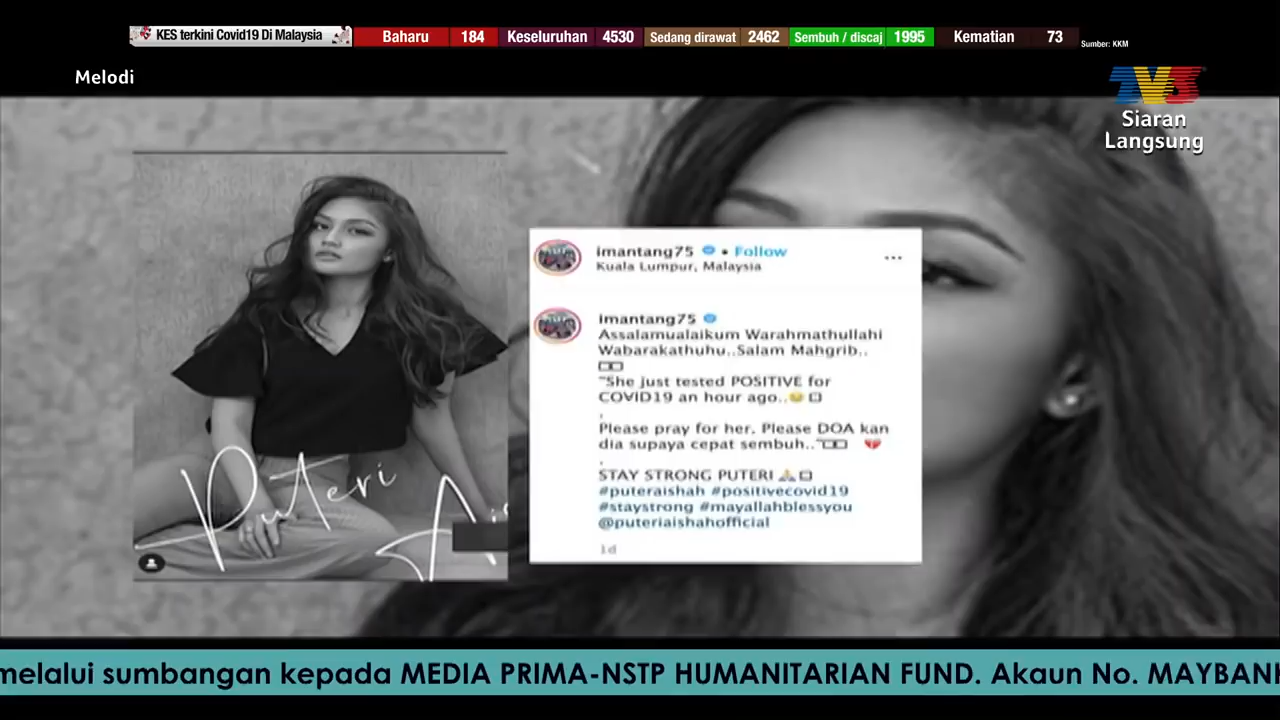 KES terkini Covid19 Di Malaysia Baharu 184 Keseluruhan 4530 Sedang dirawat 2462 Sembuh / discaj 1995 Kematian 73
Sumber: KKM
Melodi
TV3
Siaran
Langsung
imantang75 • Follow
Kuala Lumpur, Malaysia
...
imantang75
Assalamualaikum Warahmathullahi
Wabarakathuhu..Salam Mahgrib..
"She just tested POSITIVE for
COVID19 an hour ago..
.
Please pray for her. Please DOA kan
dia supaya cepat sembuh..
.
STAY STRONG PUTERI
#puteraishah #positivecovid19
#staystrong #mayallahblessyou
@puteriaishahofficial
1d
Puteri
melalui sumbangan kepada MEDIA PRIMA-NSTP HUMANITARIAN FUND. Akaun No. MAYBANK